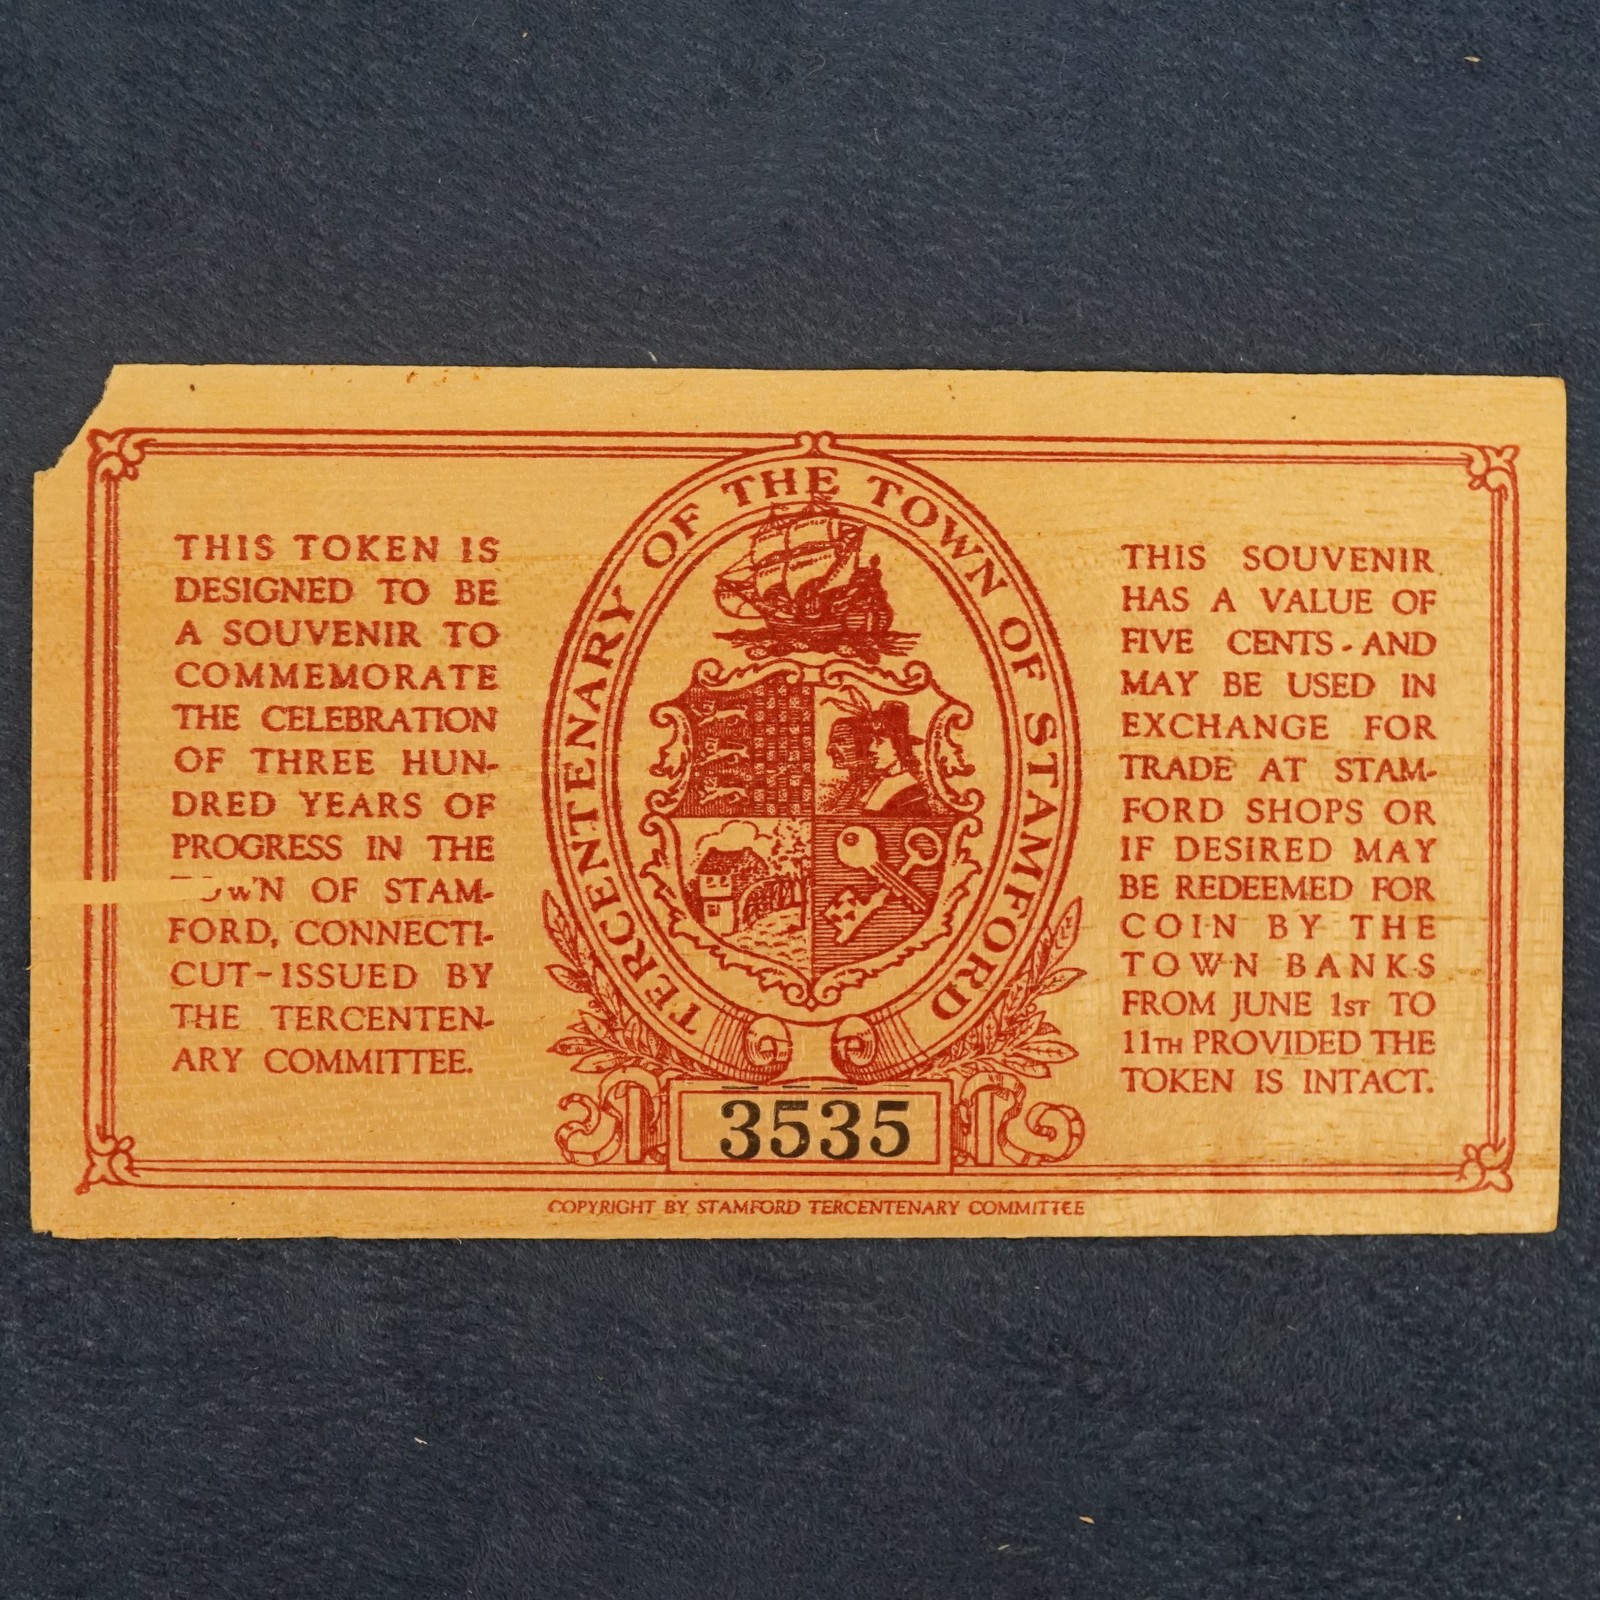 THIS TOKEN IS
DESIGNED TO BE
A SOUVENIR TO
COMMEMORATE
THE CELEBRATION
OF THREE HUN-
DRED YEARS OF
PROGRESS IN THE
TOWN OF STAM-
FORD, CONNECTI-
CUT-ISSUED BY
THE TERCENTEN-
ARY COMMITTEE.
TERCENTENARY OF THE TOWN OF STAMFORD
3535
THIS SOUVENIR
HAS A VALUE OF
FIVE CENTS-AND
MAY BE USED IN
EXCHANGE FOR
TRADE AT STAM-
FORD SHOPS OR
IF DESIRED MAY
BE REDEEMED FOR
COIN BY THE
TOWN BANKS
FROM JUNE 1ST TO
11TH PROVIDED THE
TOKEN IS INTACT.
COPYRIGHT BY STAMFORD TERCENTENARY COMMITTEE